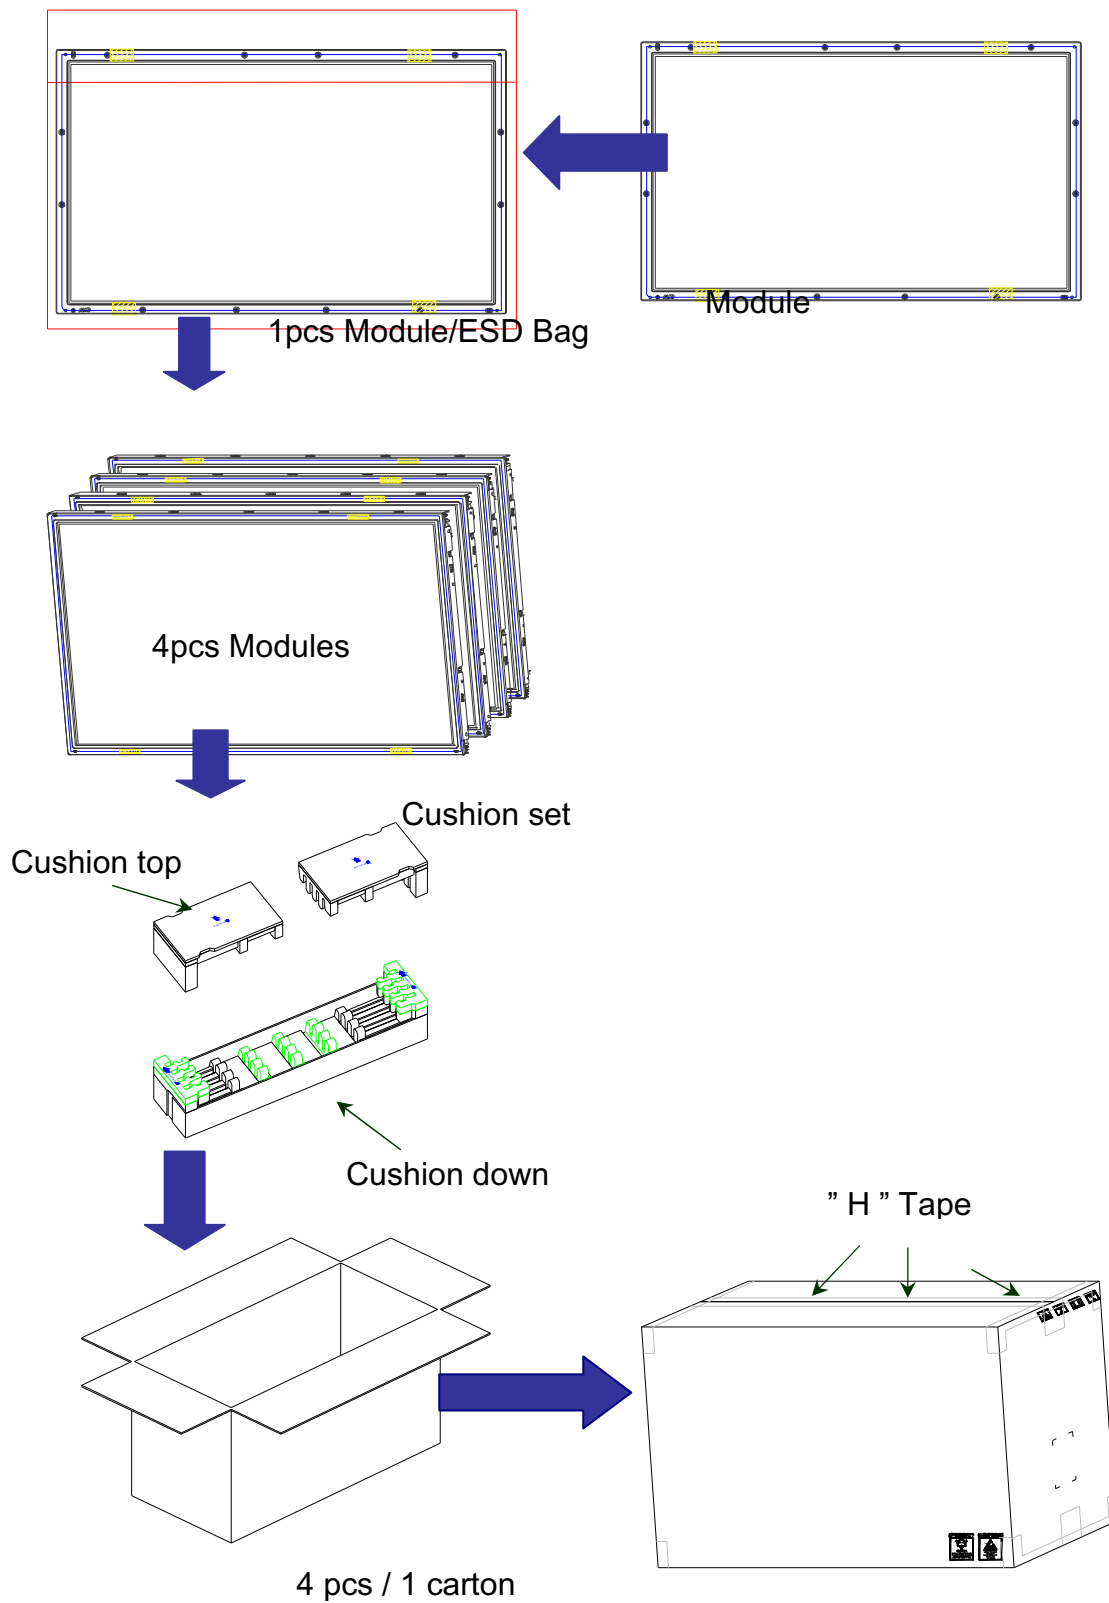 Module
1pcs Module/ESD Bag
4pcs Modules
Cushion set
Cushion top
Cushion down
” H ” Tape
4 pcs / 1 carton